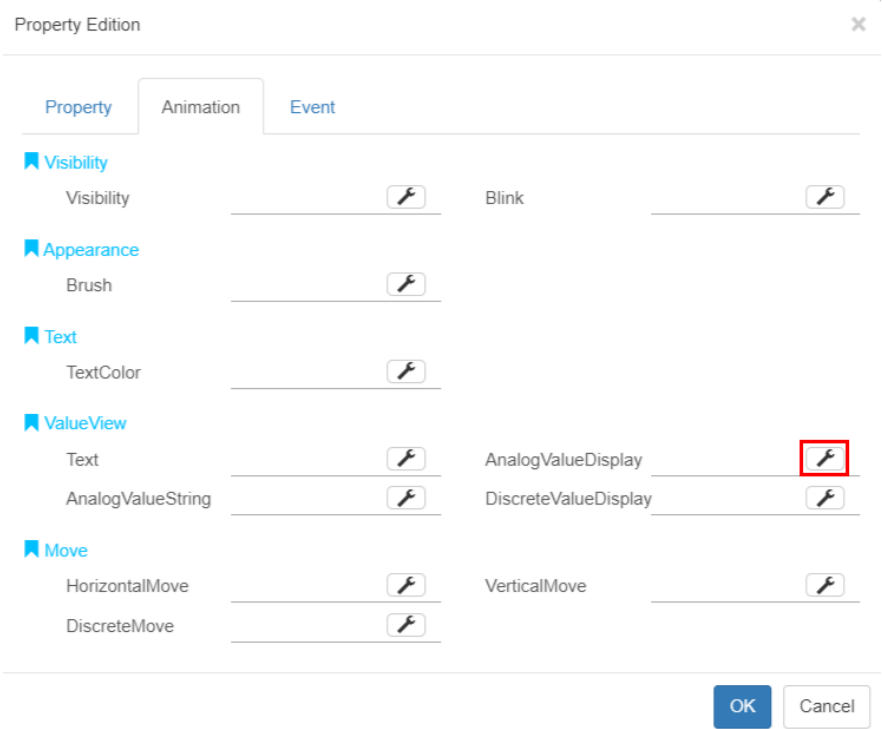 Property Edition ×
Property Animation Event
Visibility
Visibility Blink
Appearance
Brush
Text
TextColor
ValueView
Text AnalogValueDisplay
AnalogValueString DiscreteValueDisplay
Move
HorizontalMove VerticalMove
DiscreteMove
OK Cancel